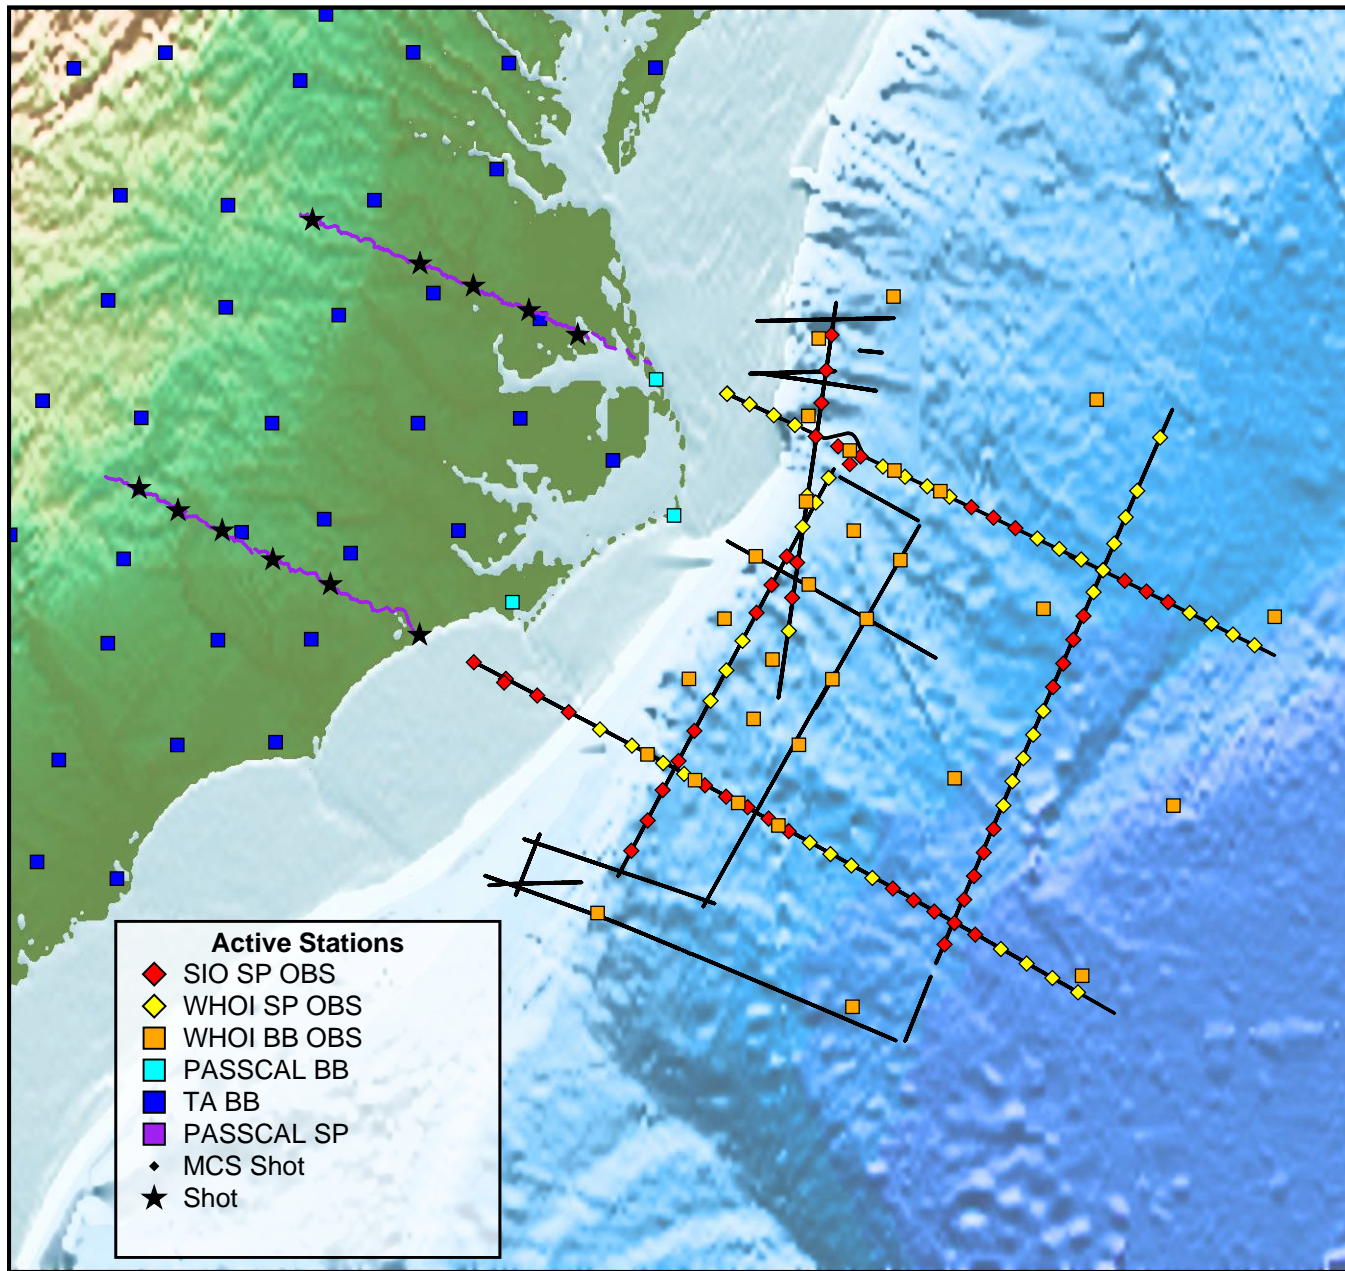 Active Stations
SIO SP OBS
WHOI SP OBS
WHOI BB OBS
PASSCAL BB
TA BB
PASSCAL SP
MCS Shot
Shot